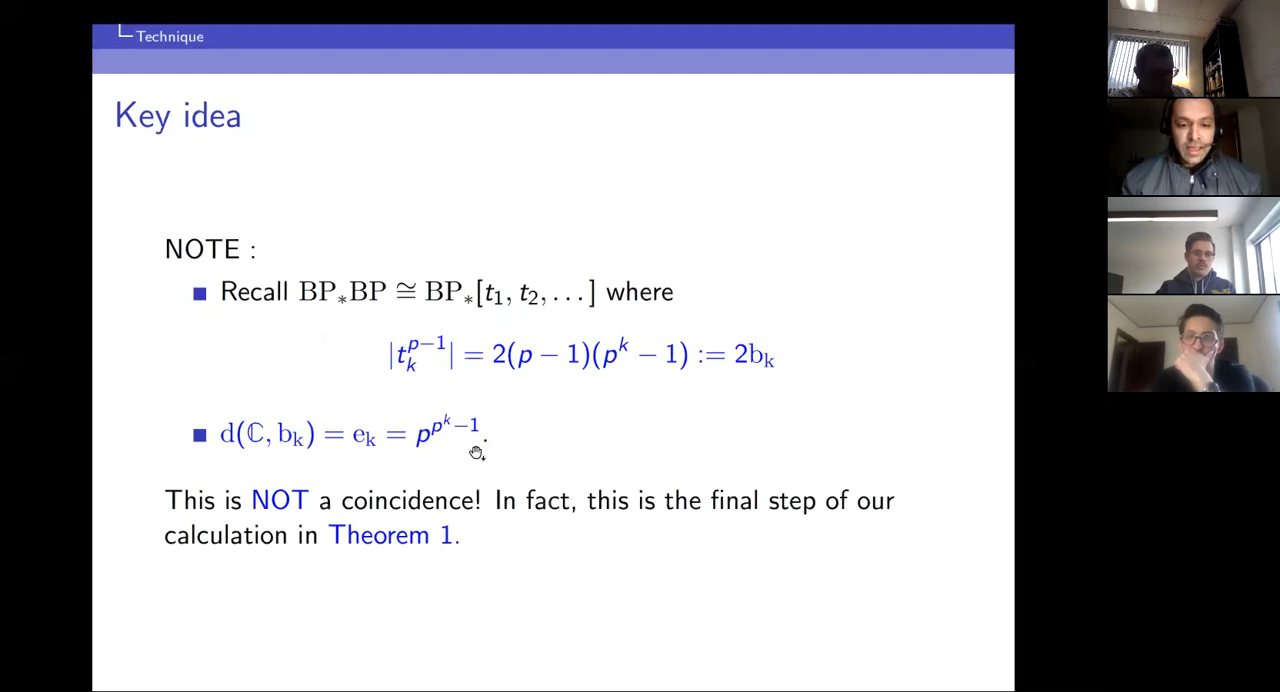 Technique
Key idea
NOTE :
■ Recall BP∗BP ≅ BP∗[t₁, t₂, …] where
|t_k^{p−1}| = 2(p − 1)(p^k − 1) := 2b_k
■ d(ℂ, b_k) = e_k = p^{p^k−1}.
This is NOT a coincidence! In fact, this is the final step of our
calculation in Theorem 1.